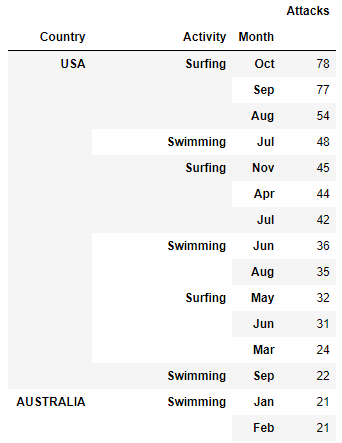 Attacks
Country Activity Month
USA Surfing Oct 78
Sep 77
Aug 54
Swimming Jul 48
Surfing Nov 45
Apr 44
Jul 42
Swimming Jun 36
Aug 35
Surfing May 32
Jun 31
Mar 24
Swimming Sep 22
AUSTRALIA Swimming Jan 21
Feb 21